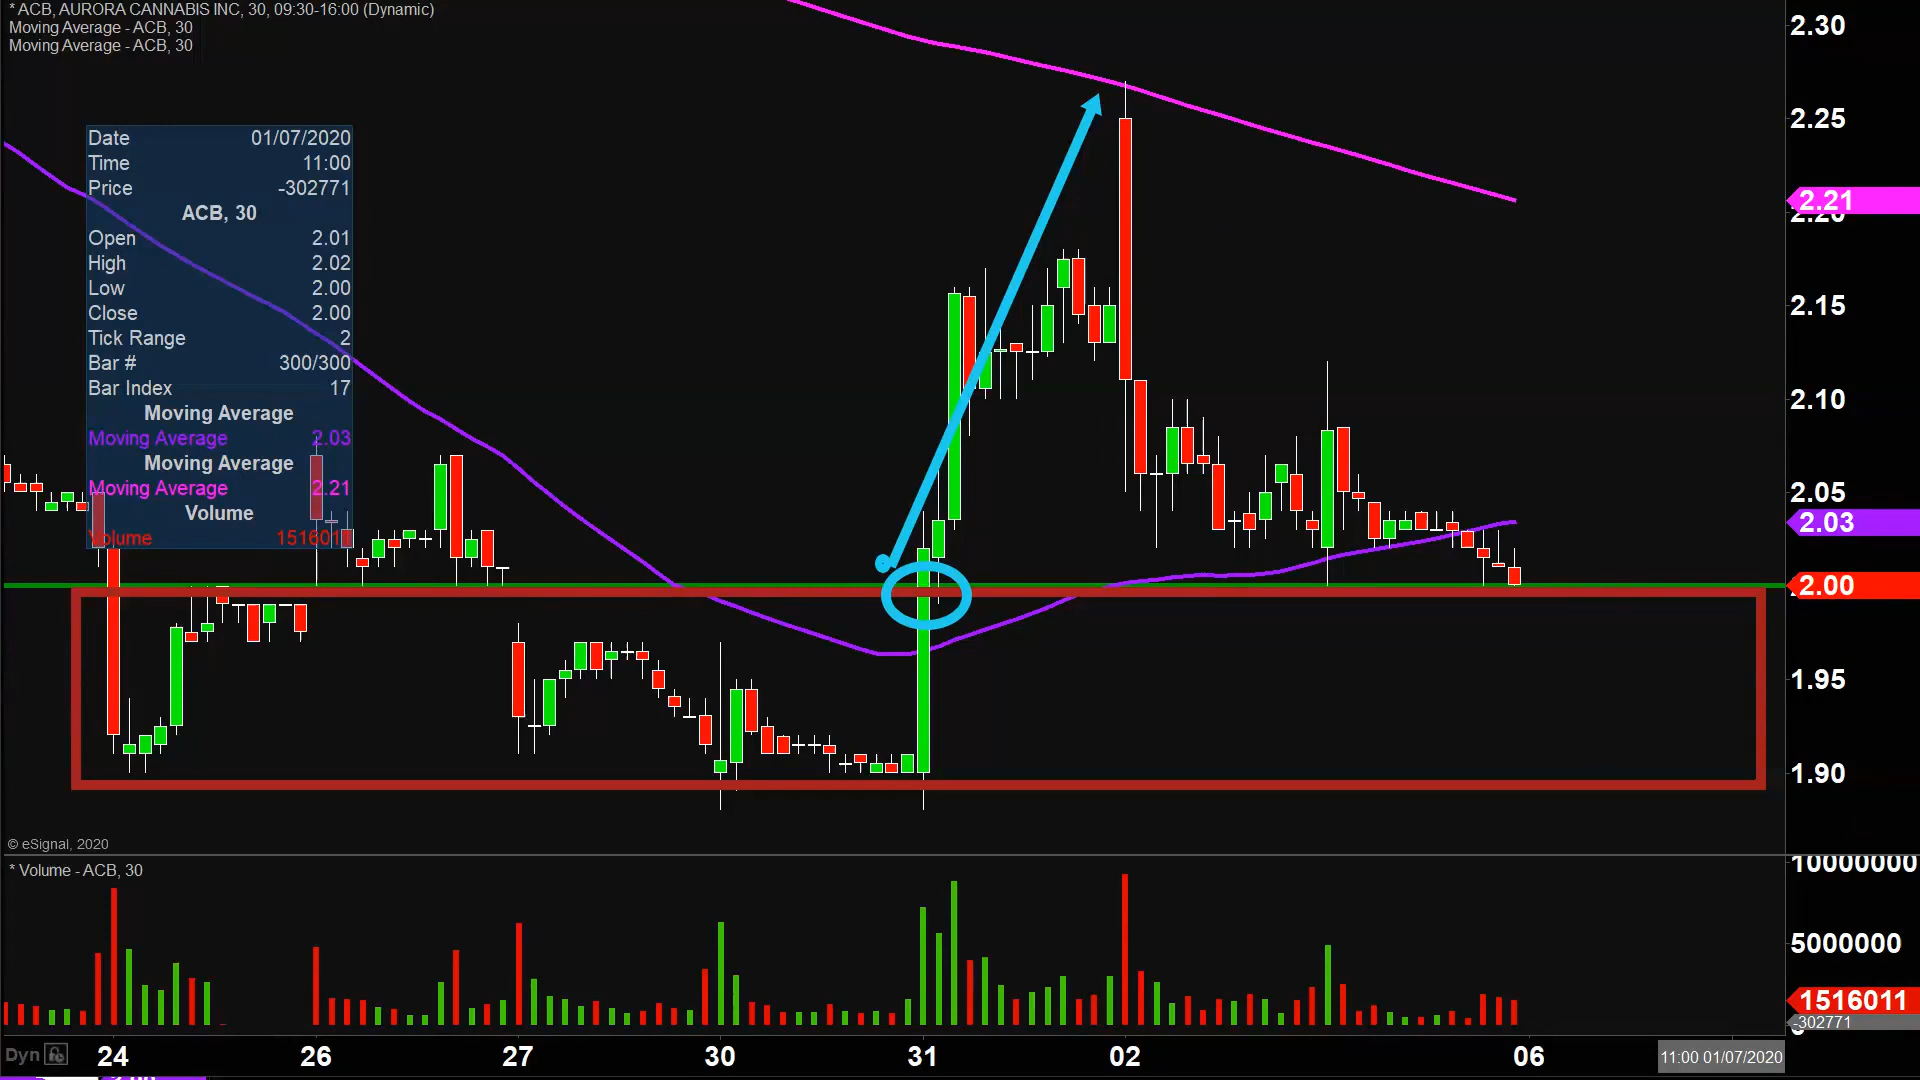 * ACB, AURORA CANNABIS INC, 30, 09:30-16:00 (Dynamic)
Moving Average - ACB, 30
Moving Average - ACB, 30
Date 01/07/2020
Time 11:00
Price -302771
ACB, 30
Open 2.01
High 2.02
Low 2.00
Close 2.00
Tick Range 2
Bar # 300/300
Bar Index 17
Moving Average
Moving Average 2.03
Moving Average
Moving Average 2.21
Volume
Volume 1516011
2.30
2.25
2.21
2.20
2.15
2.10
2.05
2.03
2.00
1.95
1.90
© eSignal, 2020
* Volume - ACB, 30
10000000
5000000
1516011
-302771
Dyn 24 26 27 30 31 02 06 11:00 01/07/2020